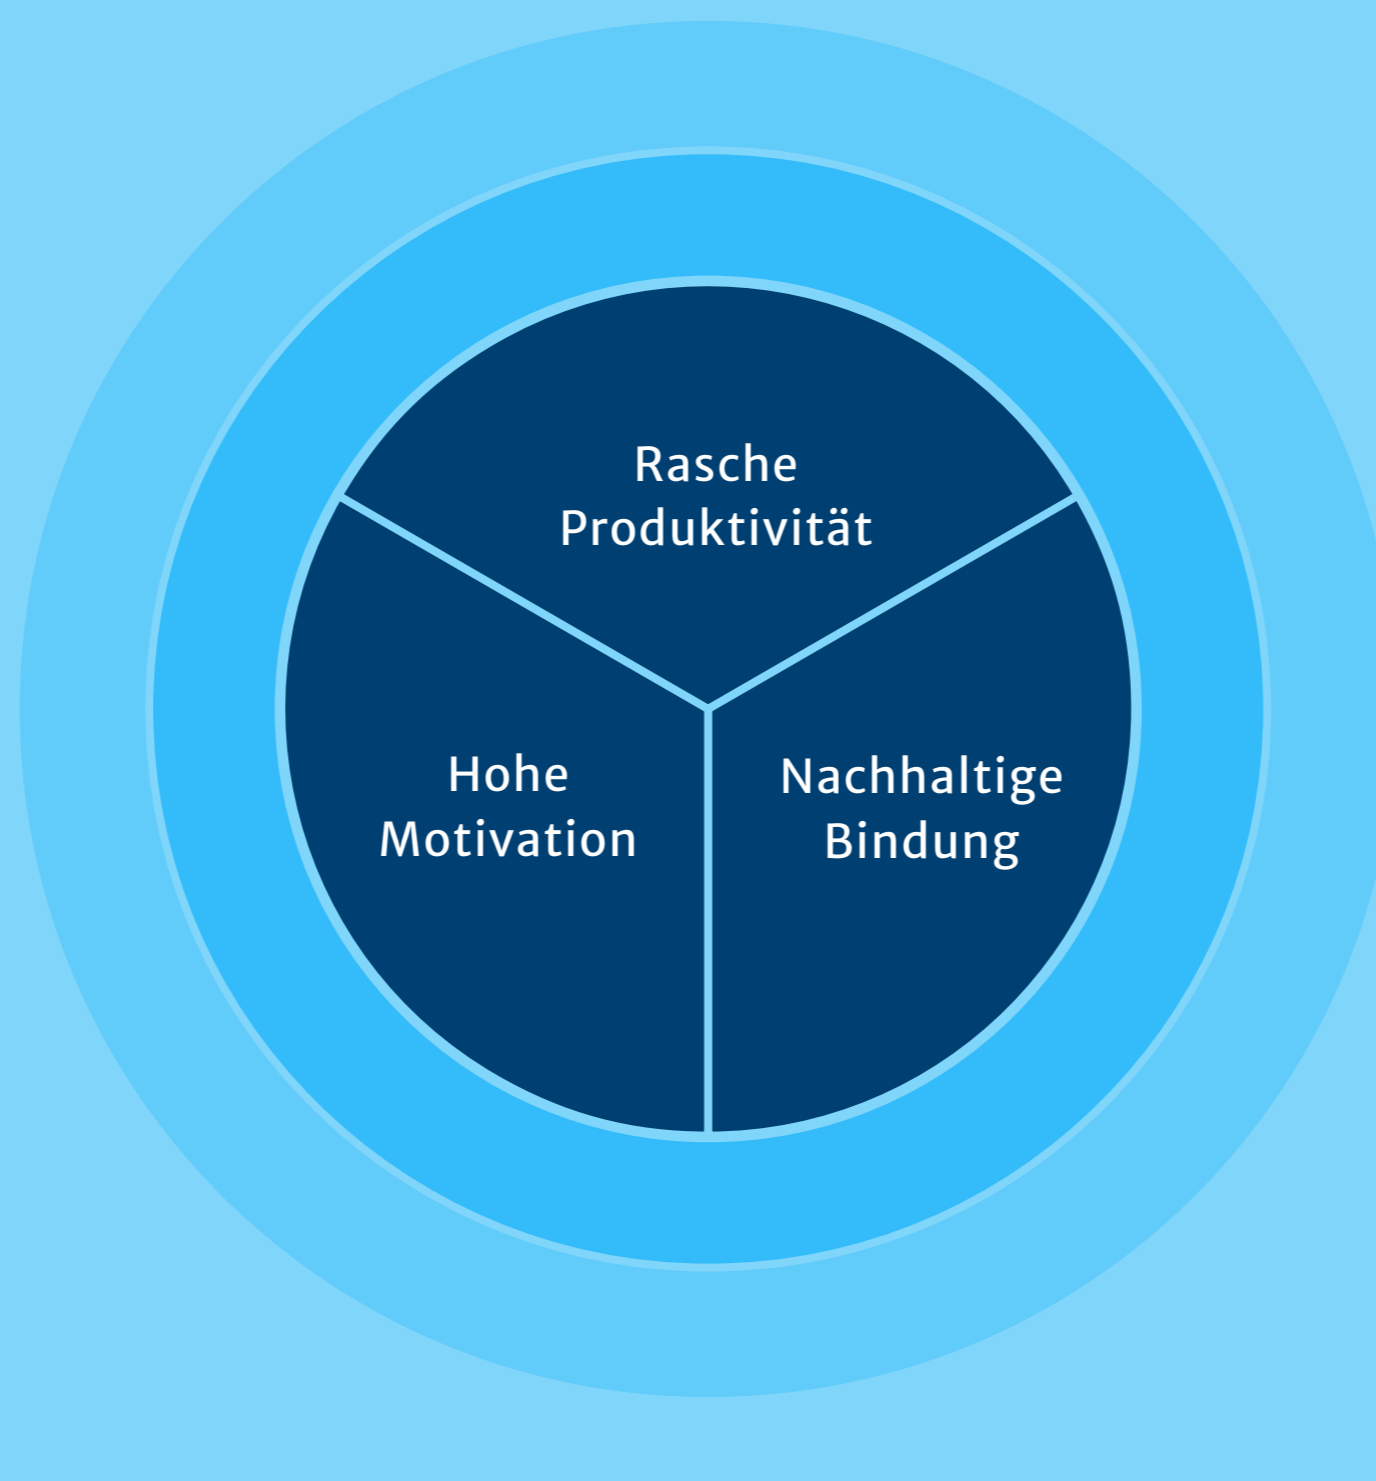 Rasche
Produktivität
Hohe
Motivation
Nachhaltige
Bindung